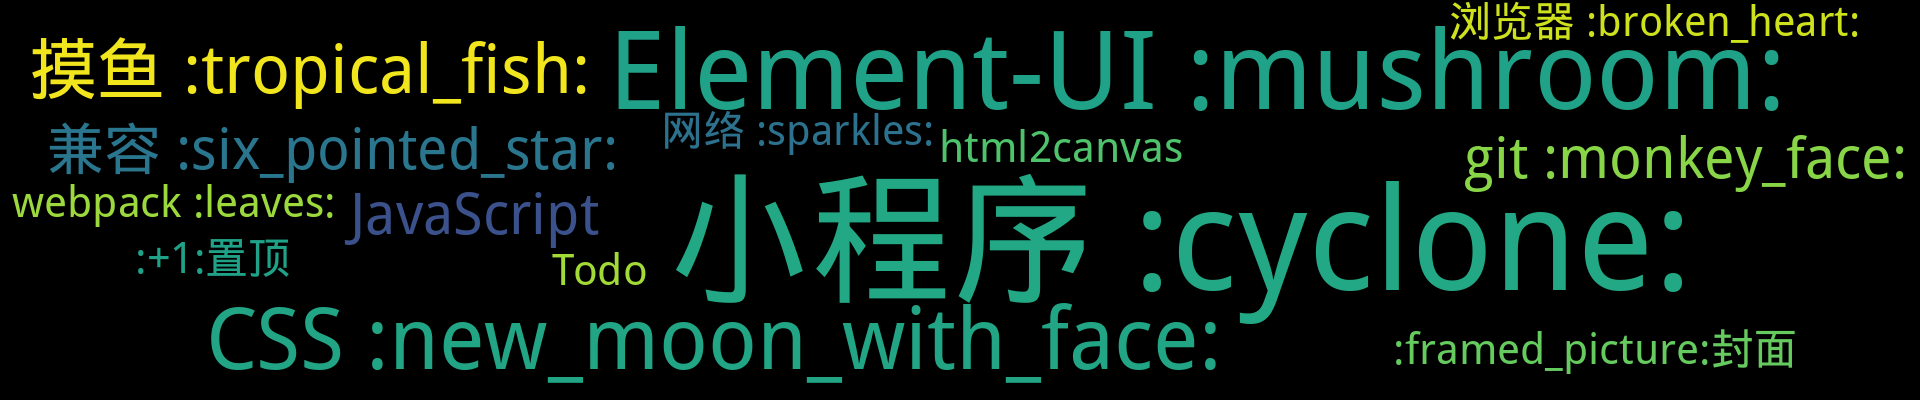 浏览器 :broken_heart:
摸鱼 :tropical_fish:
Element-UI :mushroom:
兼容 :six_pointed_star:
网络 :sparkles:
html2canvas
git :monkey_face:
webpack :leaves:
JavaScript
小程序 :cyclone:
:+1:置顶
Todo
CSS :new_moon_with_face:
:framed_picture:封面